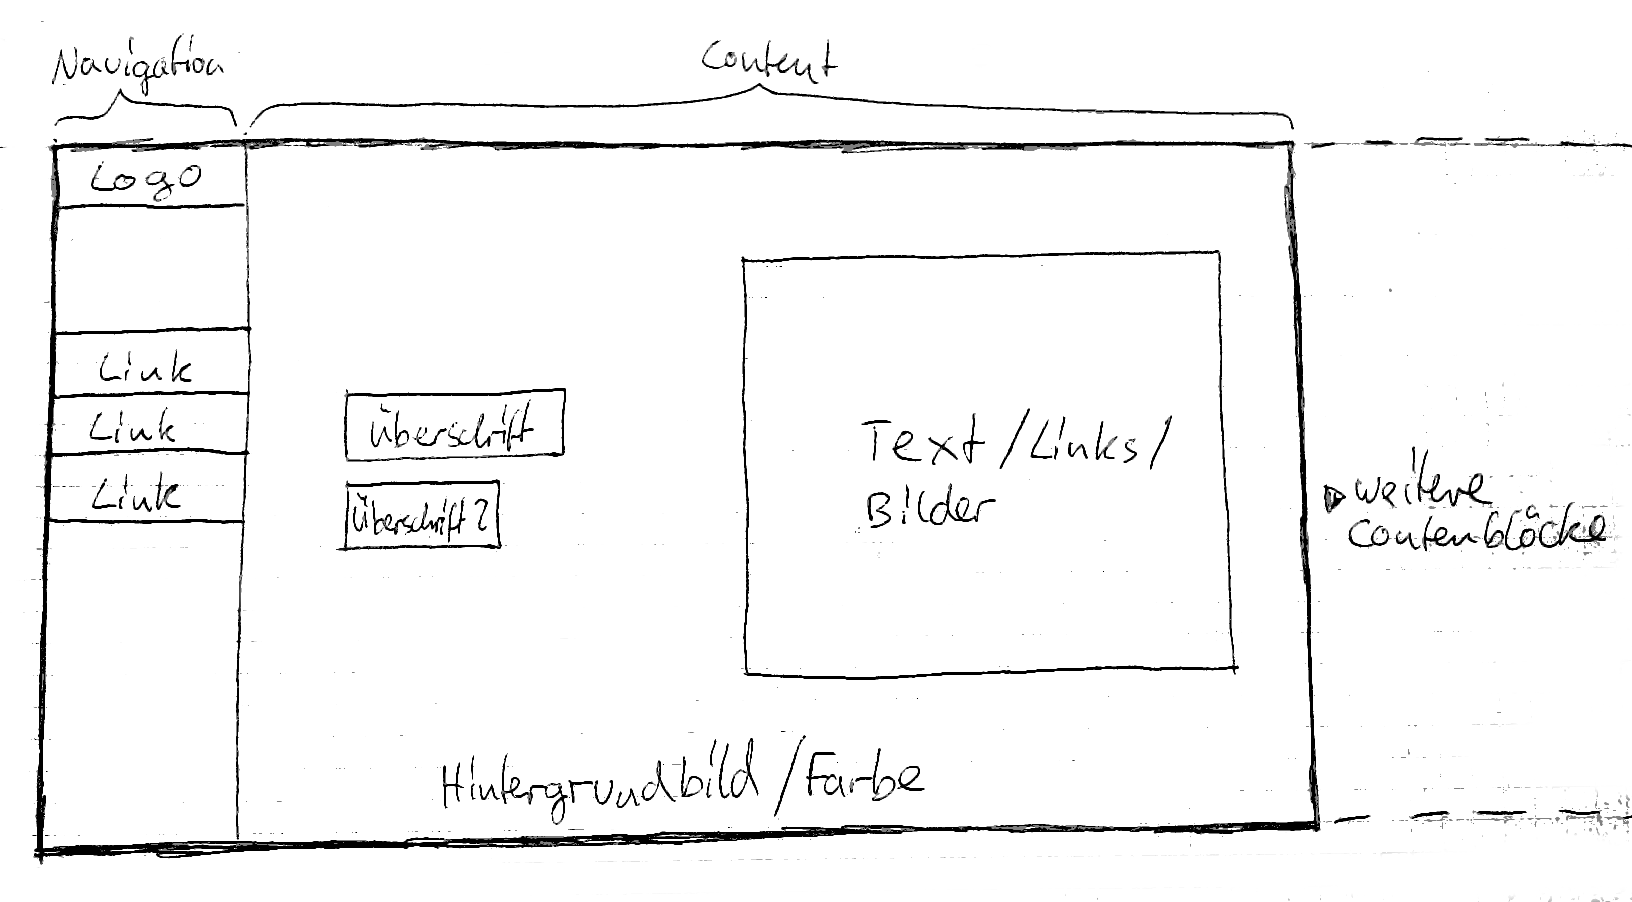 Navigation
Content
Logo
Link
Link
Link
Überschrift
Überschrift 2
Text/Links/
Bilder
weitere
Contenblöcke
Hintergrundbild/Farbe